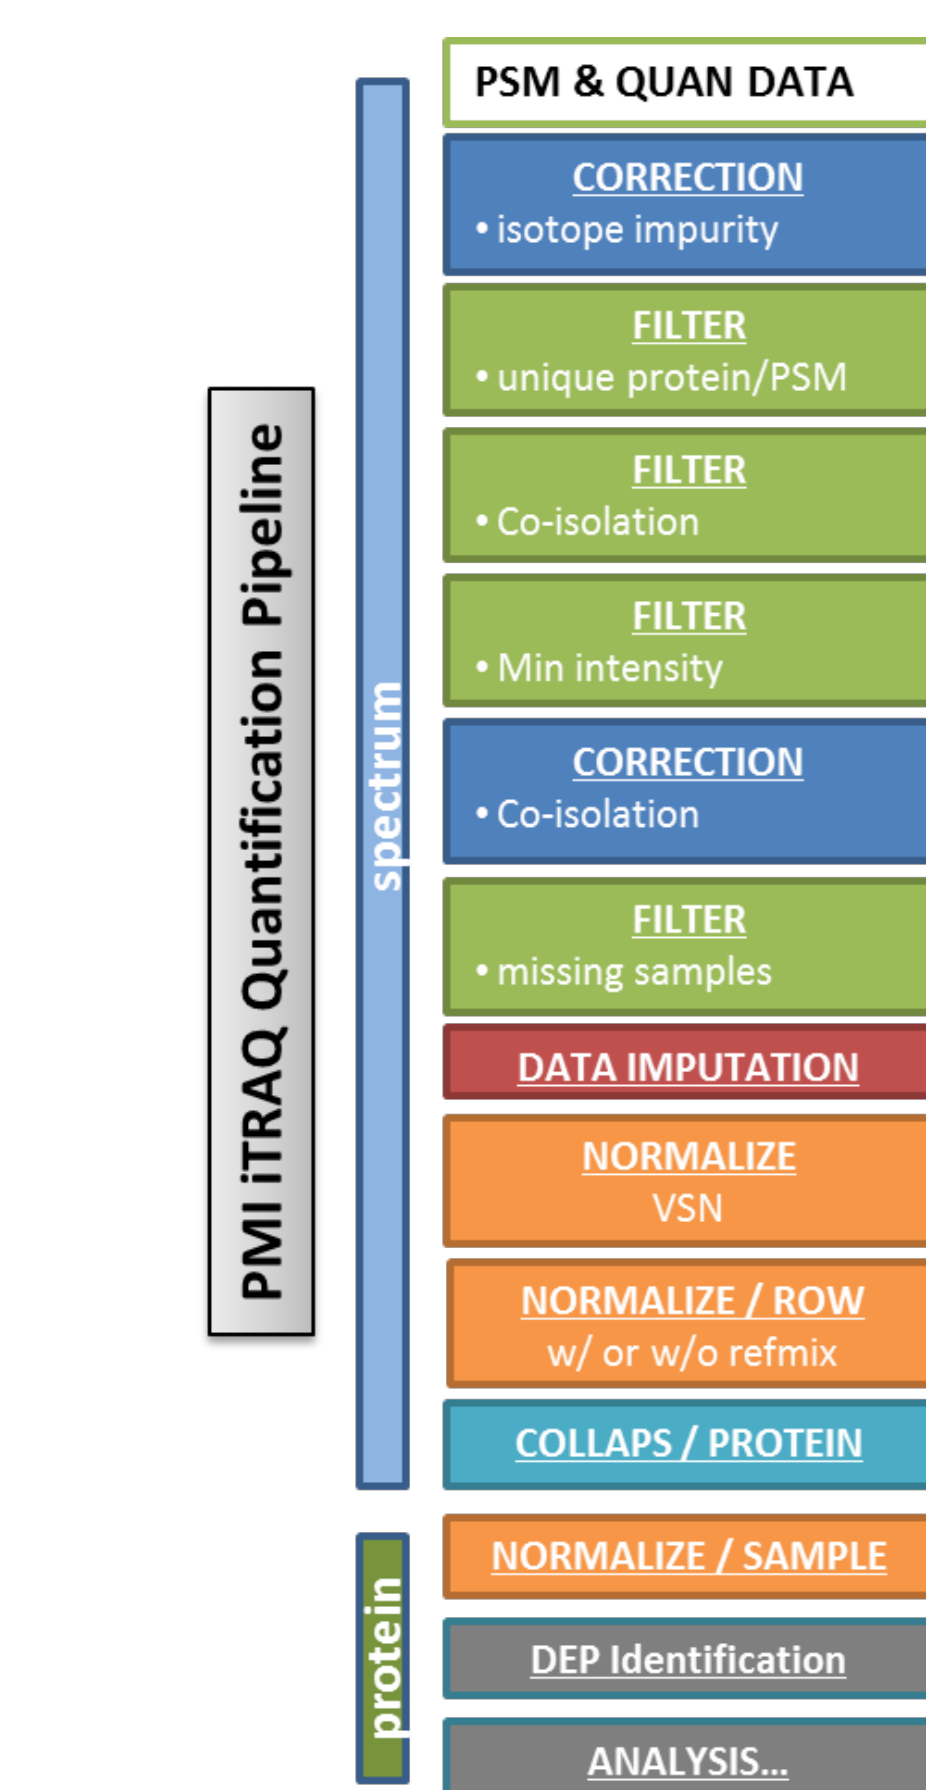 PMI iTRAQ Quantification Pipeline
spectrum
PSM & QUAN DATA
CORRECTION
• isotope impurity
FILTER
• unique protein/PSM
FILTER
• Co-isolation
FILTER
• Min intensity
CORRECTION
• Co-isolation
FILTER
• missing samples
DATA IMPUTATION
NORMALIZE
VSN
NORMALIZE / ROW
w/ or w/o refmix
COLLAPS / PROTEIN
protein
NORMALIZE / SAMPLE
DEP Identification
ANALYSIS...